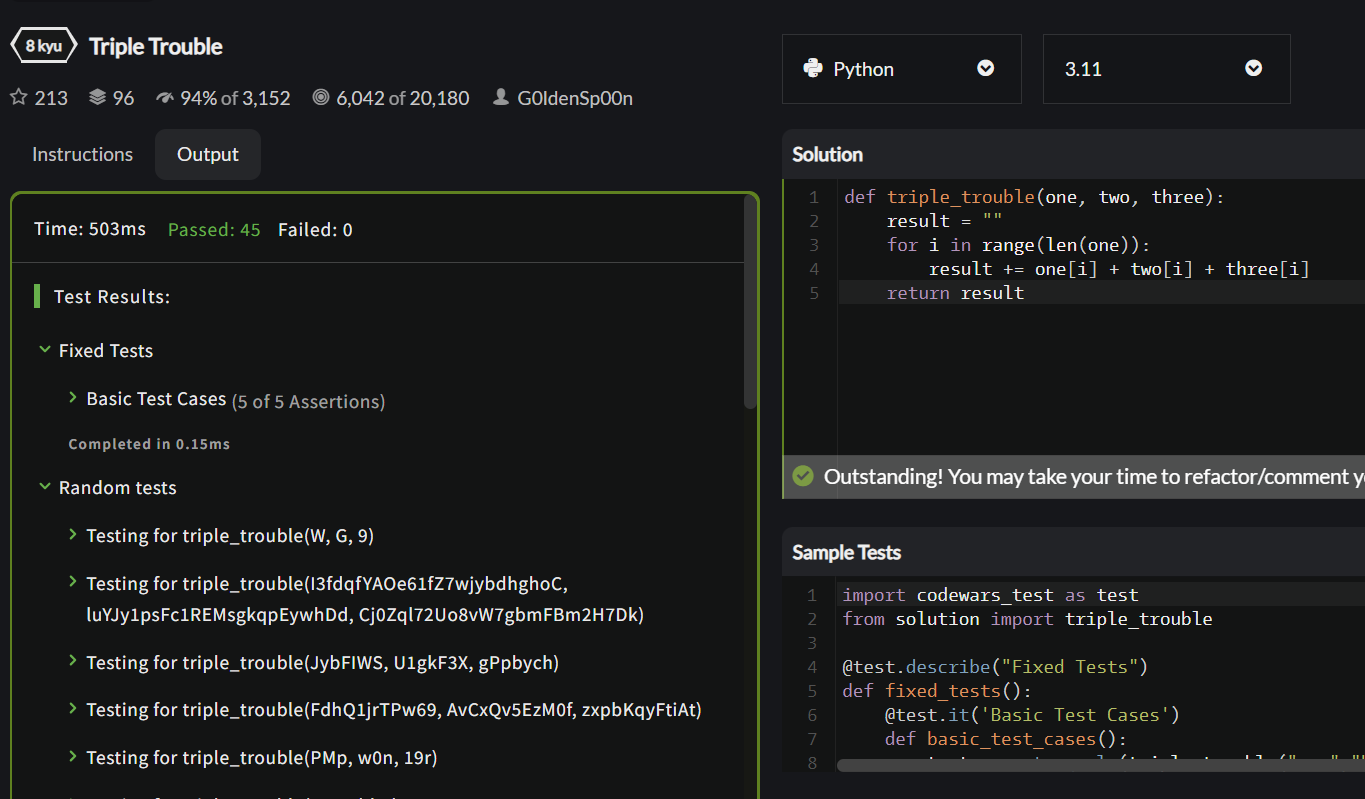 8 kyu Triple Trouble
213 96 94% of 3,152 6,042 of 20,180 G0ldenSp00n
Instructions Output
Time: 503ms Passed: 45 Failed: 0
Test Results:
Fixed Tests
Basic Test Cases (5 of 5 Assertions)
Completed in 0.15ms
Random tests
Testing for triple_trouble(W, G, 9)
Testing for triple_trouble(I3fdqfYAOe61fZ7wjybdhghoC,
luYJy1psFc1REMsgkqpEywhDd, Cj0Zql72Uo8vW7gbmFBm2H7Dk)
Testing for triple_trouble(JybFIWS, U1gkF3X, gPpbych)
Testing for triple_trouble(FdhQ1jrTPw69, AvCxQv5EzM0f, zxpbKqyFtiAt)
Testing for triple_trouble(PMp, w0n, 19r)
Python 3.11
Solution
1 def triple_trouble(one, two, three):
2 result = ""
3 for i in range(len(one)):
4 result += one[i] + two[i] + three[i]
5 return result
Outstanding! You may take your time to refactor/comment
Sample Tests
1 import codewars_test as test
2 from solution import triple_trouble
3
4 @test.describe("Fixed Tests")
5 def fixed_tests():
6 @test.it('Basic Test Cases')
7 def basic_test_cases():
8